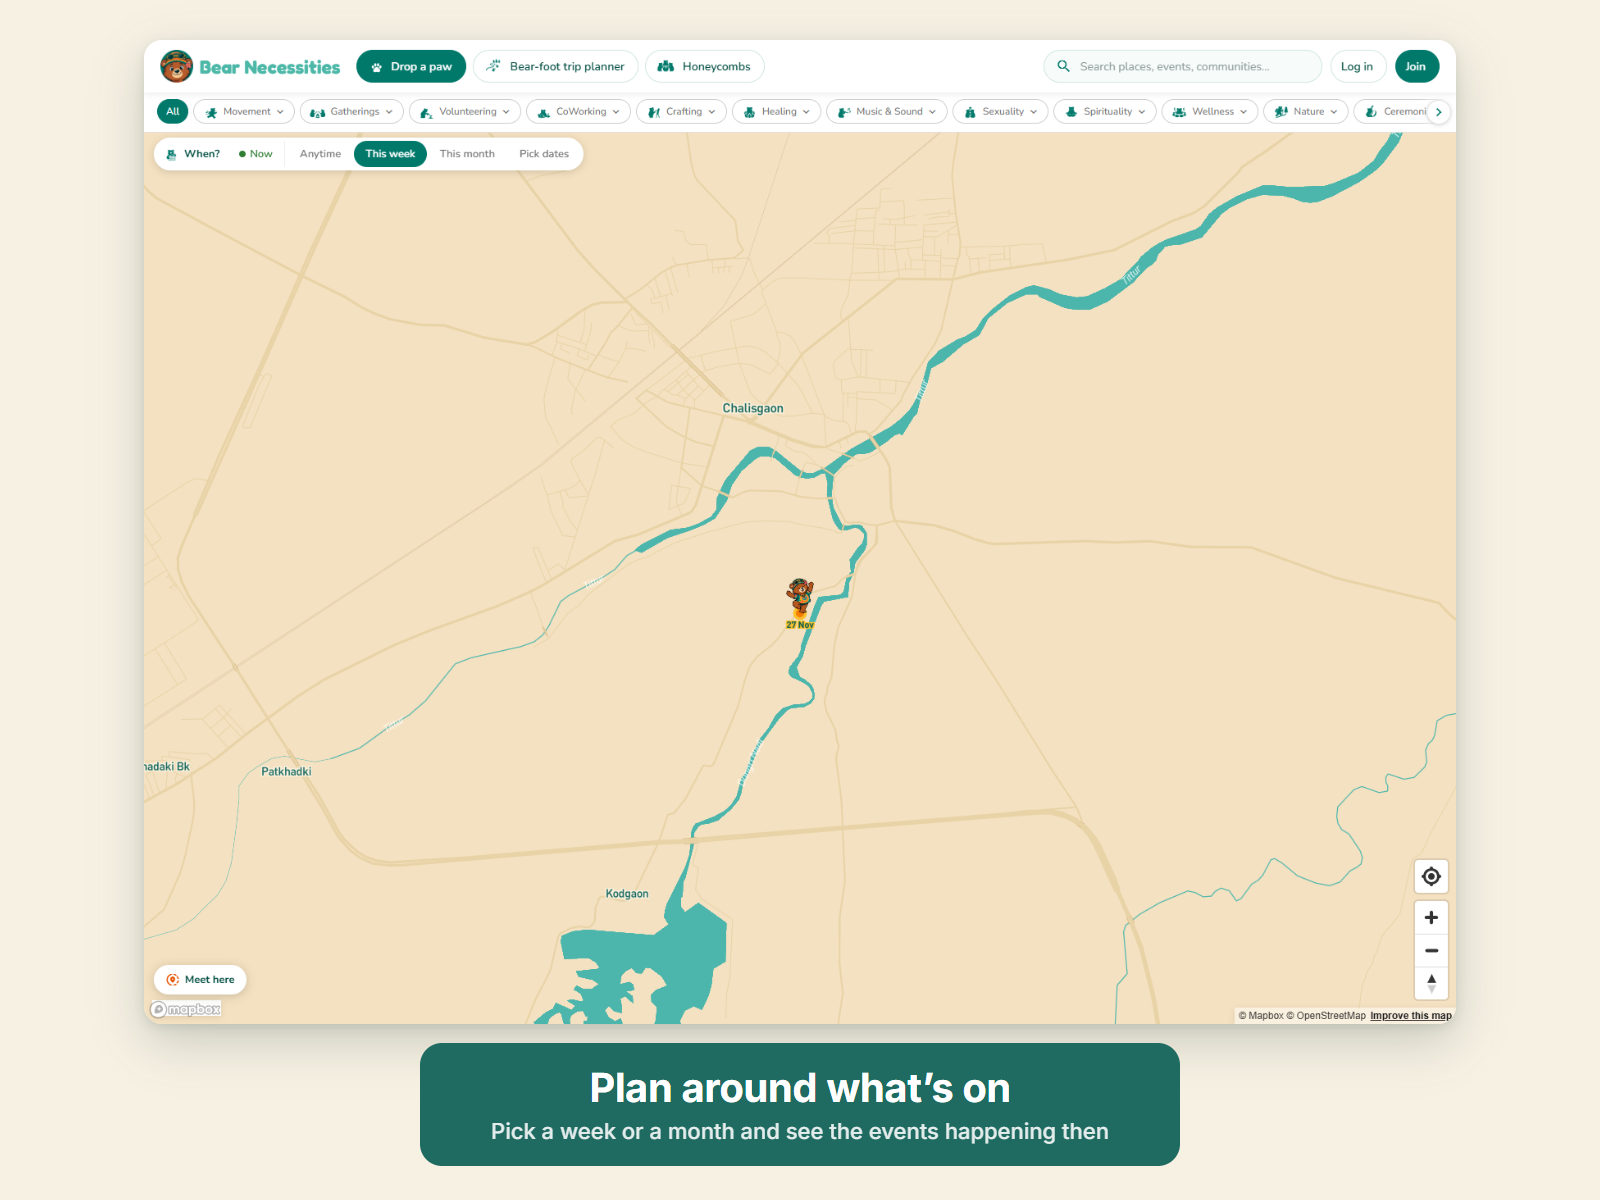 Bear Necessities
Drop a paw
Bear-foot trip planner
Honeycombs
Search places, events, communities...
Log in
Join
All
Movement
Gatherings
Volunteering
CoWorking
Crafting
Healing
Music & Sound
Sexuality
Spirituality
Wellness
Nature
Ceremoni
When?
Now
Anytime
This week
This month
Pick dates
Tittur
Chalisgaon
27 Nov
nadaki Bk
Patkhadki
Kodgaon
Meet here
mapbox
© Mapbox © OpenStreetMap Improve this map
Plan around what's on
Pick a week or a month and see the events happening then